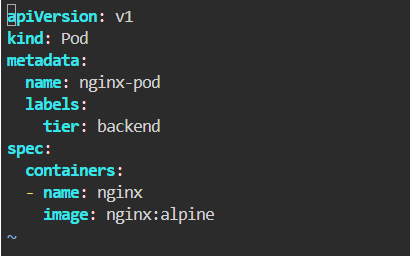 apiVersion: v1
kind: Pod
metadata:
  name: nginx-pod
  labels:
    tier: backend
spec:
  containers:
  - name: nginx
    image: nginx:alpine
~